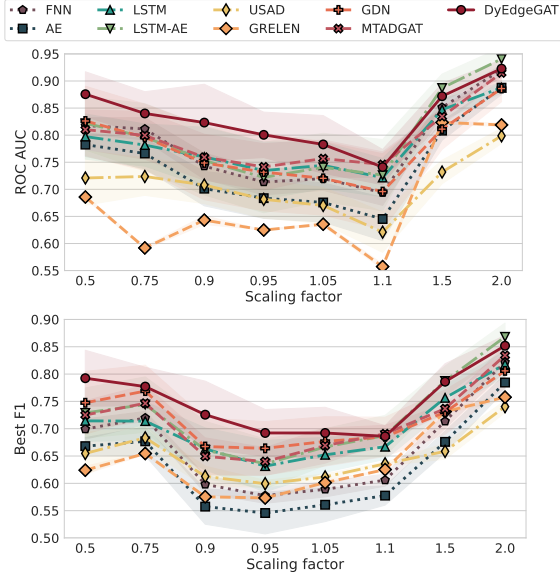 FNN LSTM USAD GDN DyEdgeGAT
AE LSTM-AE GRELEN MTADGAT
0.95
0.90
0.85
0.80
0.75
0.70
0.65
0.60
0.55
ROC AUC
0.5 0.75 0.9 0.95 1.05 1.1 1.5 2.0
Scaling factor
0.90
0.85
0.80
0.75
0.70
0.65
0.60
0.55
0.50
Best F1
0.5 0.75 0.9 0.95 1.05 1.1 1.5 2.0
Scaling factor